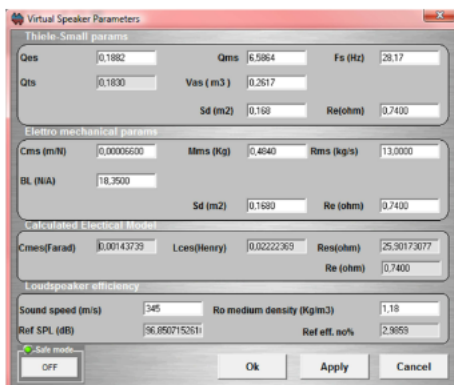 Virtual Speaker Parameters
Thiele-Small params
Qes 0,1882 Qms 6,5864 Fs (Hz) 28,17
Qts 0,1830 Vas ( m3 ) 0,2617
Sd (m2) 0,168 Re(ohm) 0,7400
Elettro mechanical params
Cms (m/N) 0,00006600 Mms (Kg) 0,4840 Rms (kg/s) 13,0000
BL (N/A) 18,3500
Sd (m2) 0,1680 Re (ohm) 0,7400
Calculated Electical Model
Cmes(Farad) 0,00143739 Lces(Henry) 0,02222369 Res(ohm) 25,90173077
Re (ohm) 0,7400
Loudspeaker efficiency
Sound speed (m/s) 345 Ro medium density (Kg/m3) 1,18
Ref SPL (dB) 96,850715261 Ref eff. no% 2,9859
Safe mode
OFF Ok Apply Cancel